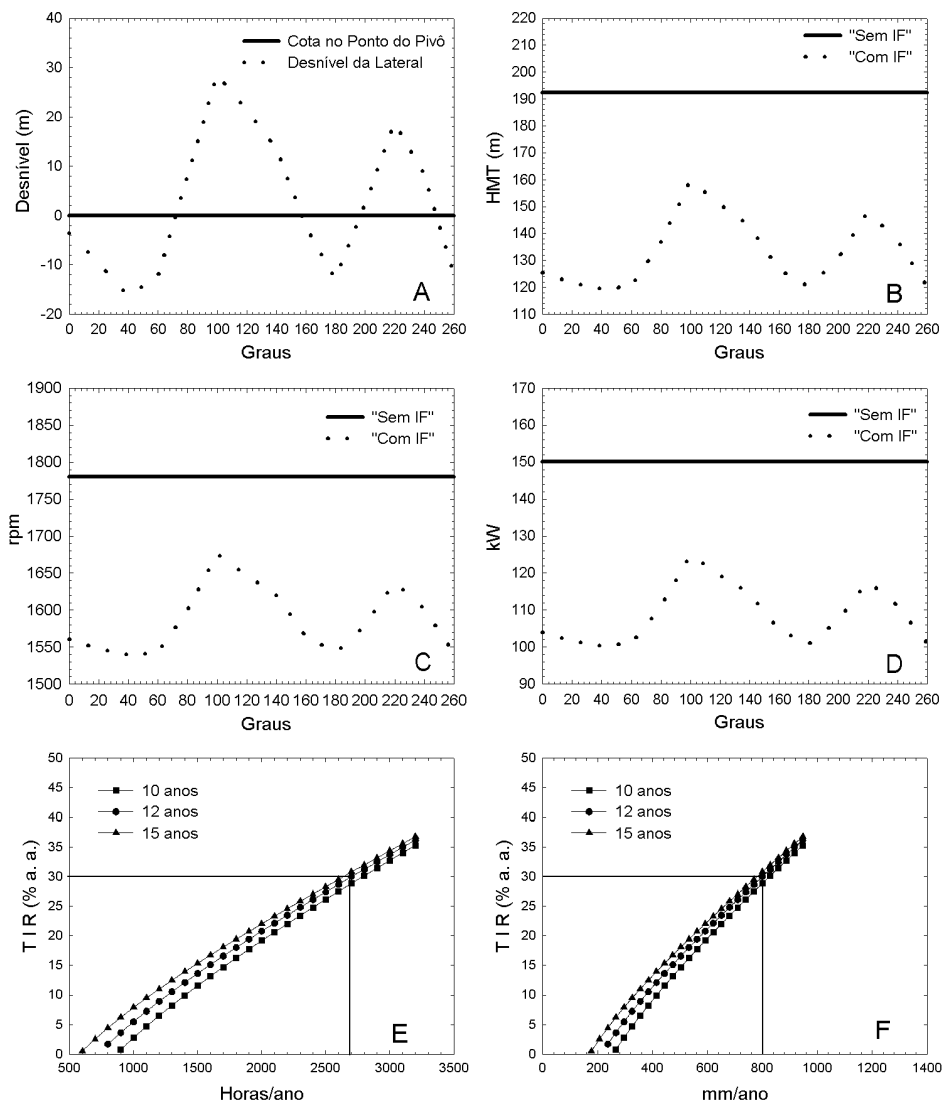 40
30
20
10
0
-10
-20
Desnível (m)
Cota no Ponto do Pivô
Desnível da Lateral
A
0 20 40 60 80 100 120 140 160 180 200 220 240 260
Graus
220
210
200
190
180
170
160
150
140
130
120
110
HMT (m)
"Sem IF"
"Com IF"
B
0 20 40 60 80 100 120 140 160 180 200 220 240 260
Graus
1900
1850
1800
1750
1700
1650
1600
1550
1500
rpm
"Sem IF"
"Com IF"
C
0 20 40 60 80 100 120 140 160 180 200 220 240 260
Graus
170
160
150
140
130
120
110
100
90
kW
"Sem IF"
"Com IF"
D
0 20 40 60 80 100 120 140 160 180 200 220 240 260
Graus
50
45
40
35
30
25
20
15
10
5
0
T I R (% a. a.)
10 anos
12 anos
15 anos
E
500 1000 1500 2000 2500 3000 3500
Horas/ano
50
45
40
35
30
25
20
15
10
5
0
T I R (% a. a.)
10 anos
12 anos
15 anos
F
0 200 400 600 800 1000 1200 1400
mm/ano